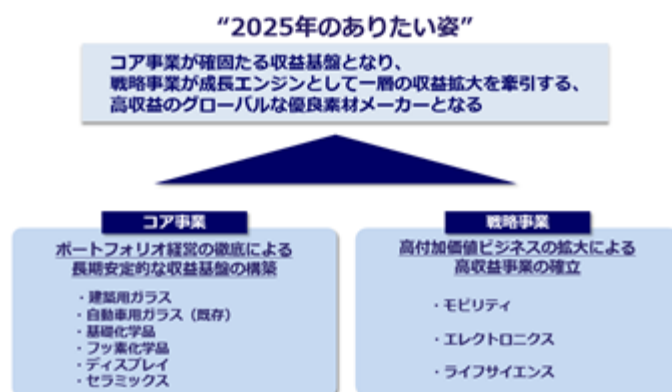 “2025年のありたい姿”
コア事業が確固たる収益基盤となり、
戦略事業が成長エンジンとして一層の収益拡大を牽引する、
高収益のグローバルな優良素材メーカーとなる
コア事業
ポートフォリオ経営の徹底による
長期安定的な収益基盤の構築
・建築用ガラス
・自動車用ガラス（既存）
・基礎化学品
・フッ素化学品
・ディスプレイ
・セラミックス
戦略事業
高付加価値ビジネスの拡大による
高収益事業の確立
・モビリティ
・エレクトロニクス
・ライフサイエンス